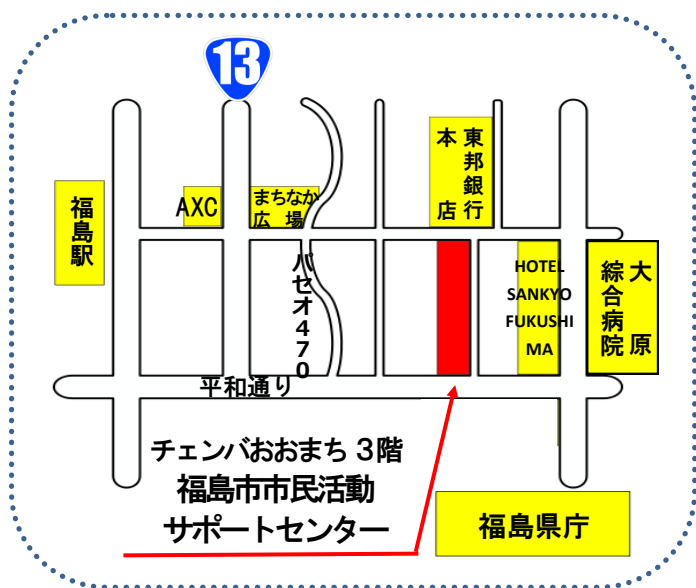 13
福島駅
AXC
まちなか
広場
パセオ470
東邦銀行
本店
HOTEL
SANKYO
FUKUSHI
MA
大原
綜合病院
平和通り
チェンバおおまち 3階
福島市市民活動
サポートセンター
福島県庁